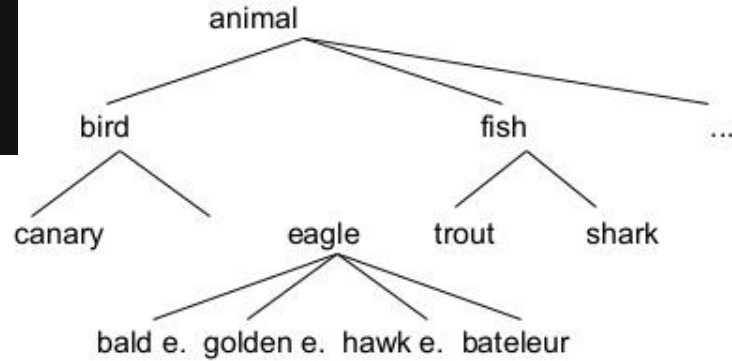 animal
bird fish ...
canary eagle trout shark
bald e. golden e. hawk e. bateleur